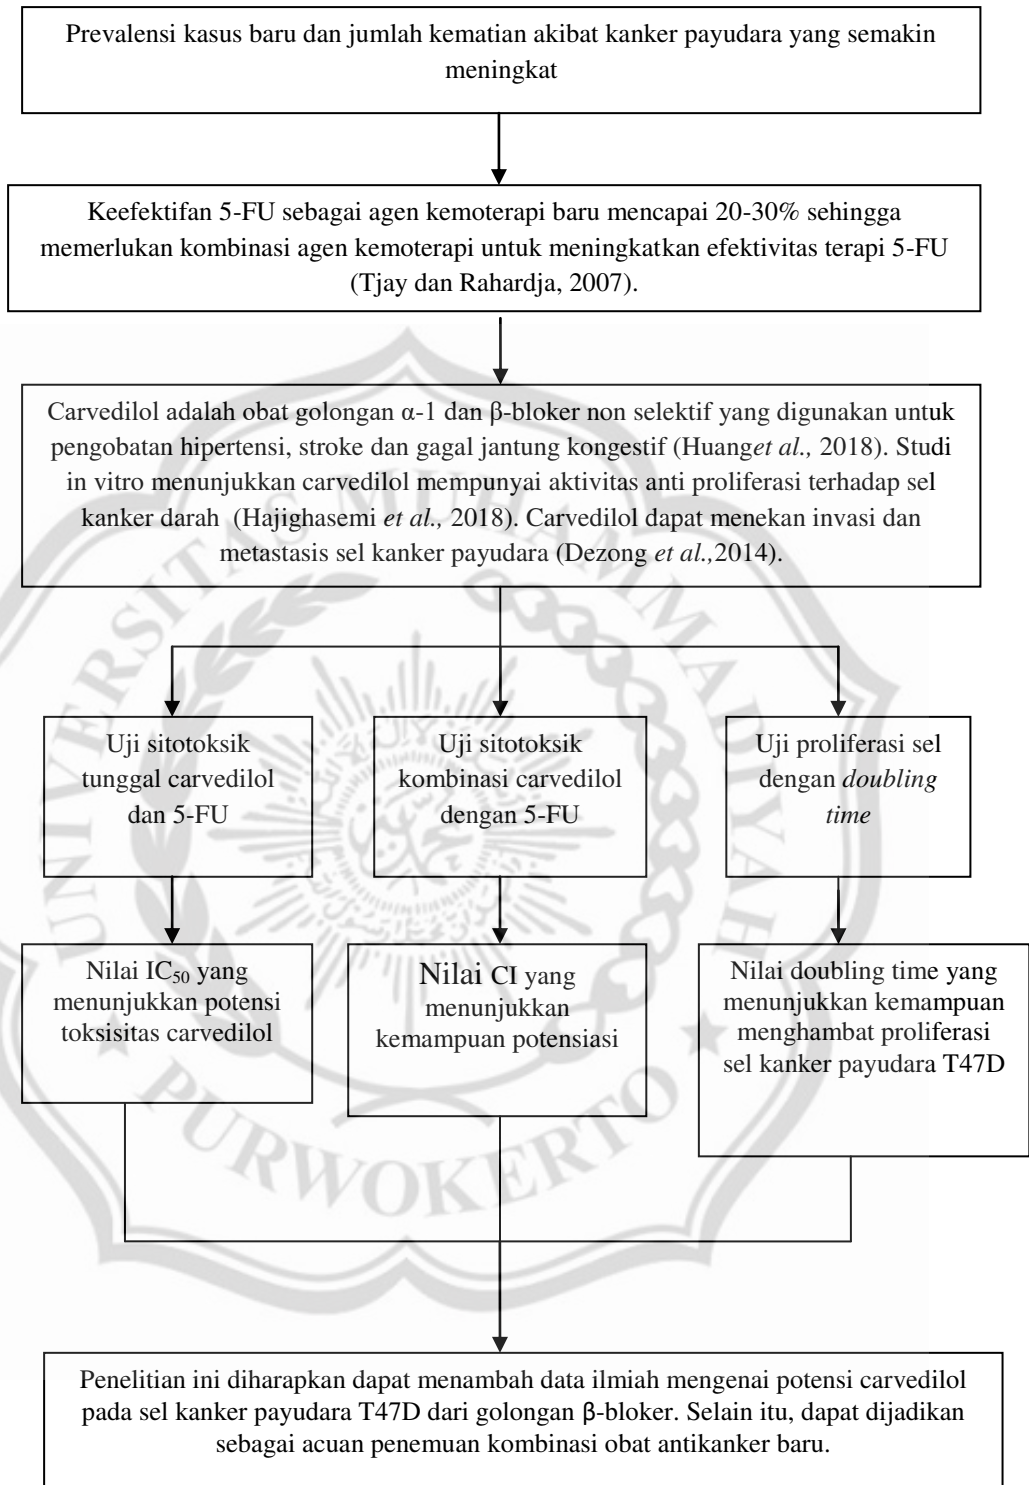 Prevalensi kasus baru dan jumlah kematian akibat kanker payudara yang semakin
meningkat
Keefektifan 5-FU sebagai agen kemoterapi baru mencapai 20-30% sehingga
memerlukan kombinasi agen kemoterapi untuk meningkatkan efektivitas terapi 5-FU
(Tjay dan Rahardja, 2007).
Carvedilol adalah obat golongan α-1 dan β-bloker non selektif yang digunakan untuk
pengobatan hipertensi, stroke dan gagal jantung kongestif (Huanget al., 2018). Studi
in vitro menunjukkan carvedilol mempunyai aktivitas anti proliferasi terhadap sel
kanker darah (Hajighasemi et al., 2018). Carvedilol dapat menekan invasi dan
metastasis sel kanker payudara (Dezong et al.,2014).
Uji sitotoksik
tunggal carvedilol
dan 5-FU
Uji sitotoksik
kombinasi carvedilol
dengan 5-FU
Uji proliferasi sel
dengan doubling
time
Nilai IC50 yang
menunjukkan potensi
toksisitas carvedilol
Nilai CI yang
menunjukkan
kemampuan potensiasi
Nilai doubling time yang
menunjukkan kemampuan
menghambat proliferasi
sel kanker payudara T47D
Penelitian ini diharapkan dapat menambah data ilmiah mengenai potensi carvedilol
pada sel kanker payudara T47D dari golongan β-bloker. Selain itu, dapat dijadikan
sebagai acuan penemuan kombinasi obat antikanker baru.
UNIVERSITAS MUHAMMADIYAH
PURWOKERTO